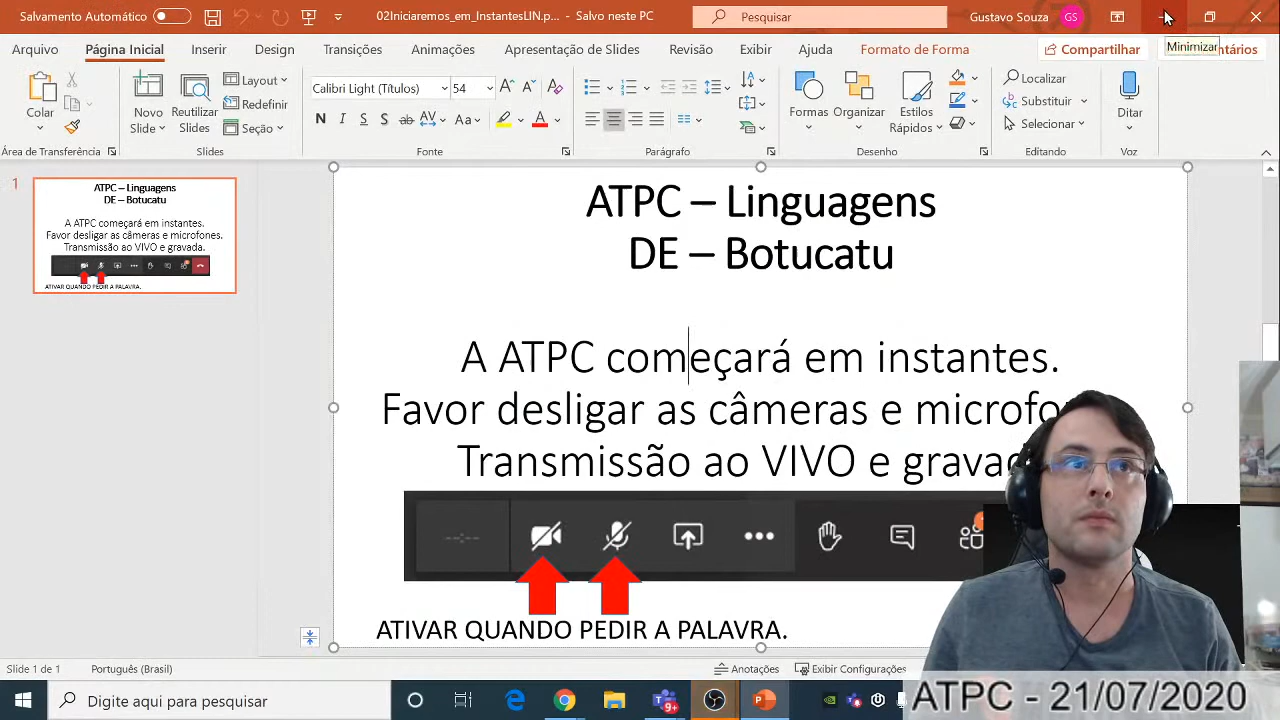 Salvamento Automático
02Iniciaremos_em_InstantesLIN.p... - Salvo neste PC
Pesquisar
Gustavo Souza
GS
Arquivo Página Inicial Inserir Design Transições Animações Apresentação de Slides Revisão Exibir Ajuda Formato de Forma Compartilhar
Minimizar
Colar
Novo Slide
Reutilizar Slides
Layout
Redefinir
Seção
Calibri Light (Títulos) 54
N I S S ab AV Aa A
Formas Organizar Estilos Rápidos
Localizar
Substituir
Selecionar
Ditar
Área de Transferência Slides Fonte Parágrafo Desenho Editando Voz
1
ATPC – Linguagens
DE – Botucatu
A ATPC começará em instantes.
Favor desligar as câmeras e microfones.
Transmissão ao VIVO e gravada.
ATIVAR QUANDO PEDIR A PALAVRA.
ATPC – Linguagens
DE – Botucatu
A ATPC começará em instantes.
Favor desligar as câmeras e microfo
Transmissão ao VIVO e gravad
ATIVAR QUANDO PEDIR A PALAVRA.
Slide 1 de 1 Português (Brasil) Anotações Exibir Configurações
Digite aqui para pesquisar
9+
ATPC - 21/07/2020